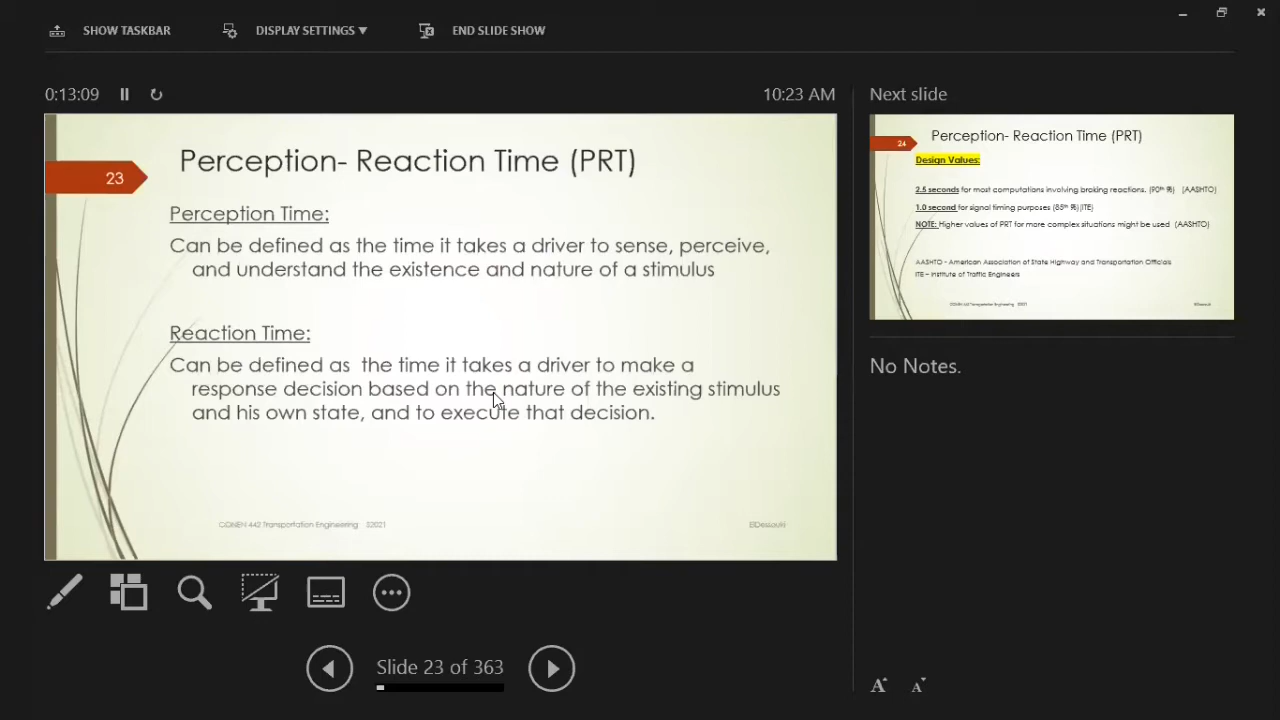 SHOW TASKBAR
DISPLAY SETTINGS ▼
END SLIDE SHOW
0:13:09
10:23 AM
Next slide
23
Perception- Reaction Time (PRT)
Perception Time:
Can be defined as the time it takes a driver to sense, perceive,
and understand the existence and nature of a stimulus
Reaction Time:
Can be defined as the time it takes a driver to make a
response decision based on the nature of the existing stimulus
and his own state, and to execute that decision.
CONEN 442 Transportation Engineering S2021
ElDessouki
24
Perception- Reaction Time (PRT)
Design Values:
2.5 seconds for most computations involving braking reactions. (90th %) (AASHTO)
1.0 second for signal timing purposes (85th %)(ITE)
NOTE: Higher values of PRT for more complex situations might be used (AASHTO)
AASHTO - American Association of State Highway and Transportation Officials
ITE – Institute of Traffic Engineers
CONEN 442 Transportation Engineering S2021
ElDessouki
No Notes.
Slide 23 of 363
A A